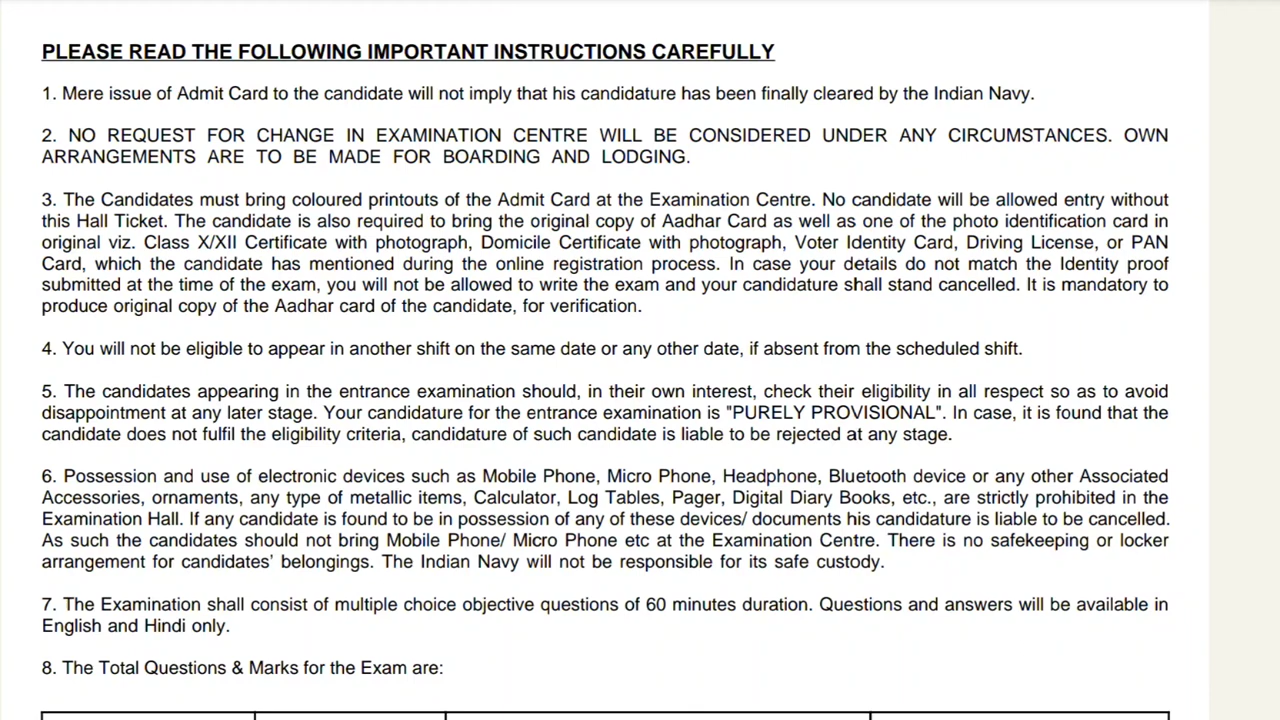 PLEASE READ THE FOLLOWING IMPORTANT INSTRUCTIONS CAREFULLY
1. Mere issue of Admit Card to the candidate will not imply that his candidature has been finally cleared by the Indian Navy.
2. NO REQUEST FOR CHANGE IN EXAMINATION CENTRE WILL BE CONSIDERED UNDER ANY CIRCUMSTANCES. OWN
ARRANGEMENTS ARE TO BE MADE FOR BOARDING AND LODGING.
3. The Candidates must bring coloured printouts of the Admit Card at the Examination Centre. No candidate will be allowed entry without
this Hall Ticket. The candidate is also required to bring the original copy of Aadhar Card as well as one of the photo identification card in
original viz. Class X/XII Certificate with photograph, Domicile Certificate with photograph, Voter Identity Card, Driving License, or PAN
Card, which the candidate has mentioned during the online registration process. In case your details do not match the Identity proof
submitted at the time of the exam, you will not be allowed to write the exam and your candidature shall stand cancelled. It is mandatory to
produce original copy of the Aadhar card of the candidate, for verification.
4. You will not be eligible to appear in another shift on the same date or any other date, if absent from the scheduled shift.
5. The candidates appearing in the entrance examination should, in their own interest, check their eligibility in all respect so as to avoid
disappointment at any later stage. Your candidature for the entrance examination is "PURELY PROVISIONAL". In case, it is found that the
candidate does not fulfil the eligibility criteria, candidature of such candidate is liable to be rejected at any stage.
6. Possession and use of electronic devices such as Mobile Phone, Micro Phone, Headphone, Bluetooth device or any other Associated
Accessories, ornaments, any type of metallic items, Calculator, Log Tables, Pager, Digital Diary Books, etc., are strictly prohibited in the
Examination Hall. If any candidate is found to be in possession of any of these devices/ documents his candidature is liable to be cancelled.
As such the candidates should not bring Mobile Phone/ Micro Phone etc at the Examination Centre. There is no safekeeping or locker
arrangement for candidates’ belongings. The Indian Navy will not be responsible for its safe custody.
7. The Examination shall consist of multiple choice objective questions of 60 minutes duration. Questions and answers will be available in
English and Hindi only.
8. The Total Questions & Marks for the Exam are: